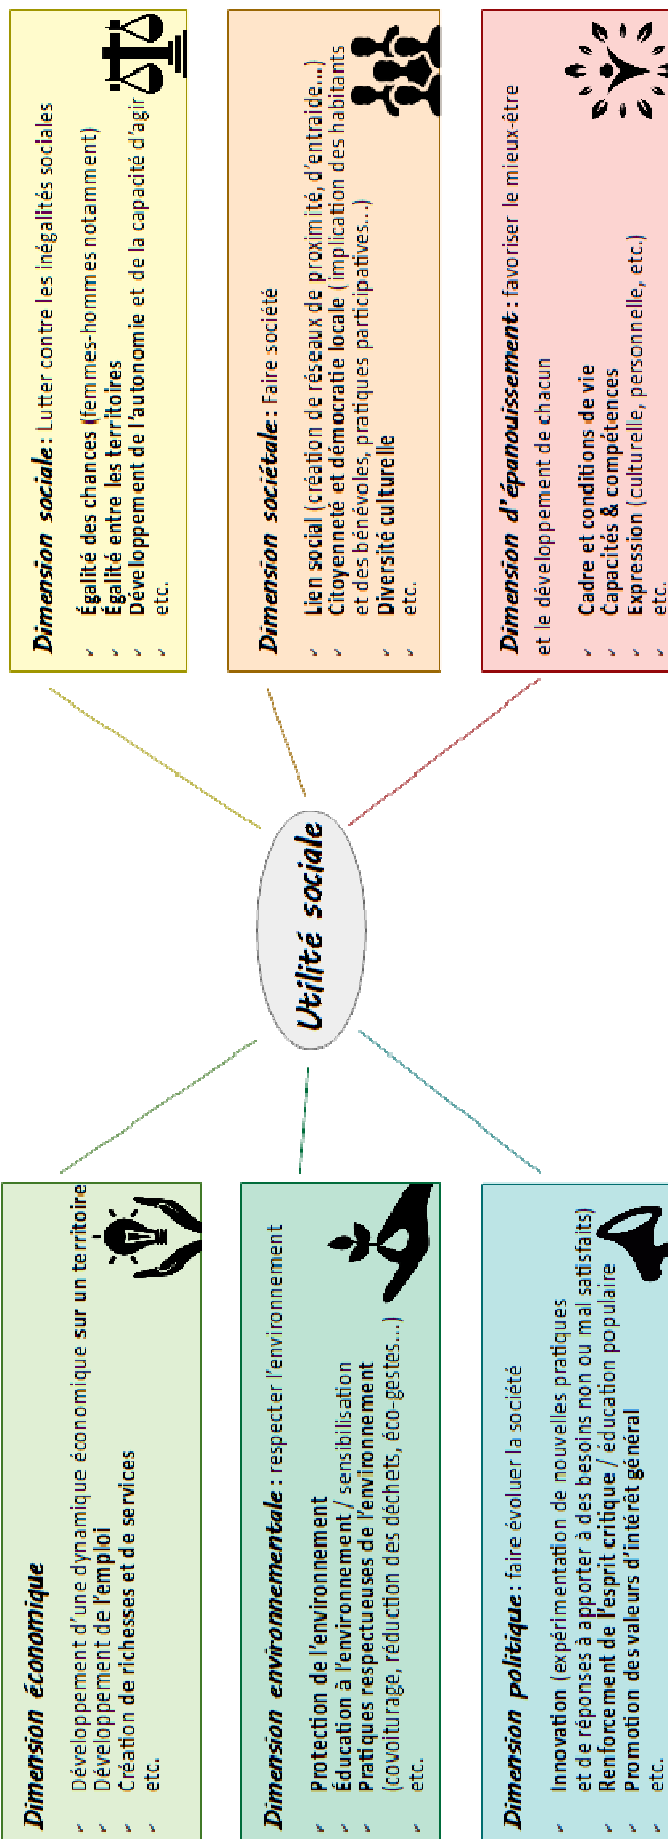 Dimension économique
Développement d'une dynamique économique sur un territoire
Développement de l'emploi
Création de richesses et de services
etc.
Dimension environnementale : respecter l'environnement
Protection de l'environnement
Éducation à l'environnement / sensibilisation
Pratiques respectueuses de l'environnement
(covoiturage, réduction des déchets, éco-gestes...)
etc.
Dimension politique : faire évoluer la société
Innovation (expérimentation de nouvelles pratiques
et de réponses à apporter à des besoins non ou mal satisfaits)
Renforcement de l'esprit critique / éducation populaire
Promotion des valeurs d'intérêt général
etc.
Utilité sociale
Dimension sociale : Lutter contre les inégalités sociales
Égalité des chances (femmes-hommes notamment)
Égalité entre les territoires
Développement de l'autonomie et de la capacité d'agir
etc.
Dimension sociétale : Faire société
Lien social (création de réseaux de proximité, d'entraide...)
Citoyenneté et démocratie locale (implication des habitants
et des bénévoles, pratiques participatives...)
Diversité culturelle
etc.
Dimension d'épanouissement : favoriser le mieux-être
et le développement de chacun
Cadre et conditions de vie
Capacités & compétences
Expression (culturelle, personnelle, etc.)
etc.